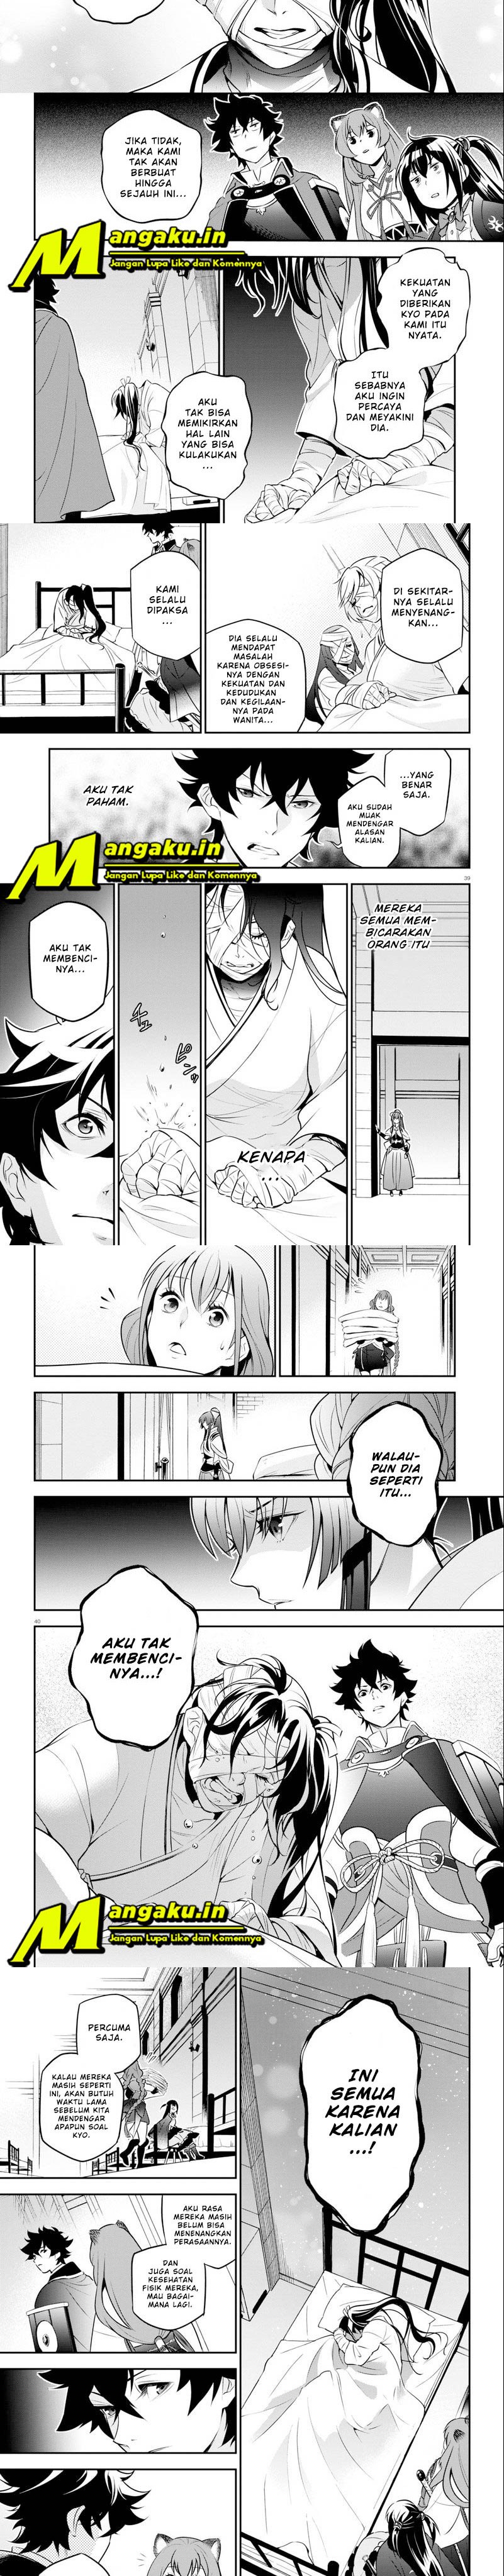 JIKA TIDAK,
MAKA KAMI
TAK AKAN
BERBUAT
HINGGA
SEJAUH INI...
Mangaku.in
Jangan Lupa Like dan Komennya
KEKUATAN
YANG
DIBERIKAN
KYO PADA
KAMI ITU
NYATA.
ITU
SEBABNYA
AKU INGIN
PERCAYA
DAN MEYAKINI
DIA.
AKU
TAK BISA
MEMIKIRKAN
HAL LAIN
YANG BISA
KULAKUKAN
...
DI SEKITAR-
NYA SELALU
MENYENANG-
KAN...
DIA SELALU
MENDAPAT
MASALAH
KARENA OBSESI-
NYA DENGAN
KEKUATAN DAN
KEDUDUKAN
DAN KEGILAAN-
NYA PADA
WANITA...
KAMI
SELALU
DIPAKSA
...
...YANG
BENAR
SAJA.
AKU SUDAH
MUAK
MENDENGAR
ALASAN
KALIAN.
AKU TAK
PAHAM.
39
Mangaku.in
Jangan Lupa Like dan Komennya
MEREKA
SEMUA MEM-
BICARAKAN
ORANG ITU
KENAPA
...
AKU TAK
MEMBENCI-
NYA...
WALAU-
PUN DIA
SEPERTI
ITU...
40
AKU TAK
MEMBENCI-
NYA...!
Mangaku.in
Jangan Lupa Like dan Komennya
INI
SEMUA
KARENA
KALIAN
...!
PERCUMA
SAJA.
KALAU MEREKA
MASIH SEPERTI
INI, AKAN BUTUH
WAKTU LAMA
SEBELUM KITA
MENDENGAR
APAPUN SOAL
KYO.
AKU RASA
MEREKA MASIH
BELUM BISA
MENENANGKAN
PERASAANNYA.
DAN
JUGA SOAL
KESEHATAN
FISIK MEREKA,
MAU BAGAI-
MANA LAGI.